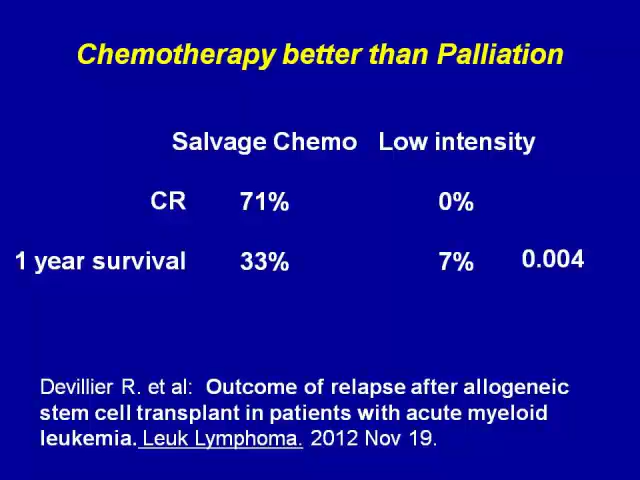 Chemotherapy better than Palliation
Salvage Chemo Low intensity
CR 71% 0%
1 year survival 33% 7% 0.004
Devillier R. et al: Outcome of relapse after allogeneic
stem cell transplant in patients with acute myeloid
leukemia. Leuk Lymphoma. 2012 Nov 19.